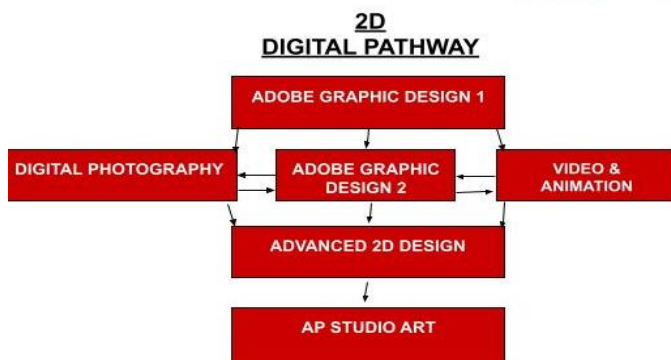 2D
DIGITAL PATHWAY
ADOBE GRAPHIC DESIGN 1
DIGITAL PHOTOGRAPHY
ADOBE GRAPHIC
DESIGN 2
VIDEO &
ANIMATION
ADVANCED 2D DESIGN
AP STUDIO ART